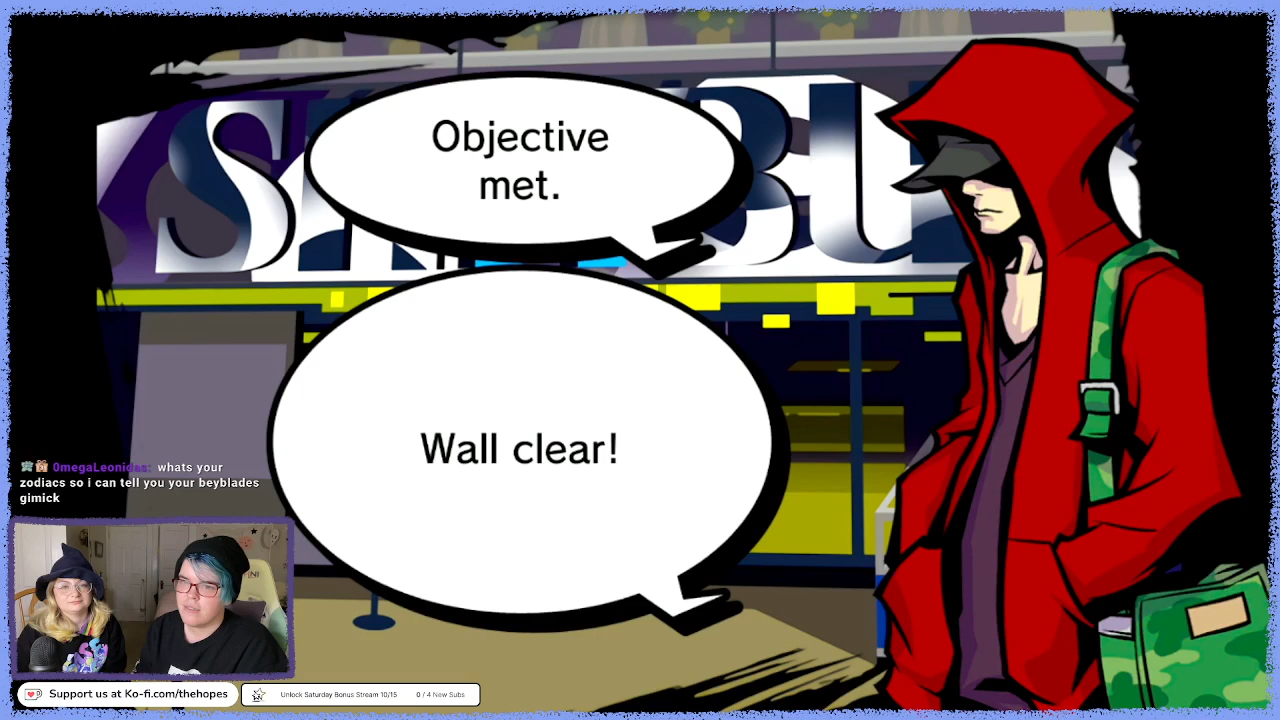 Objective
met.
Wall clear!
0megaLeonidas: whats your
zodiacs so i can tell you your beyblades
gimick
Support us at Ko-fi.com/thehopes
Unlock Saturday Bonus Stream 10/15
0 / 4 New Subs